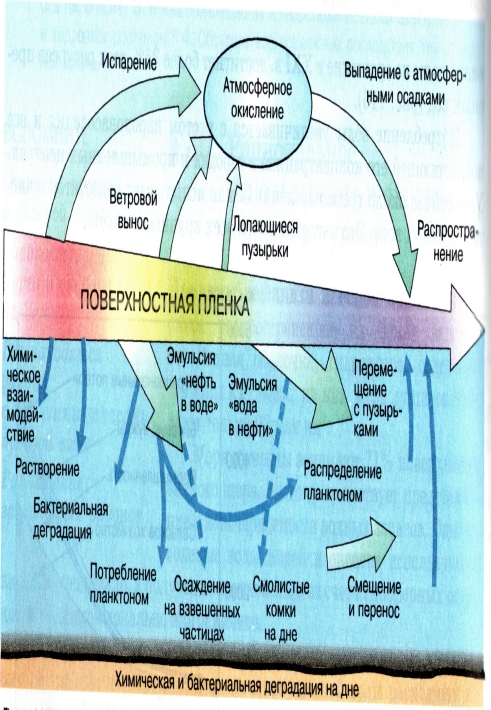 Испарение
Атмосферное
окисление
Выпадение с атмосфер-
ными осадками
Ветровой
вынос
Лопающиеся
пузырьки
Распростра-
нение
ПОВЕРХНОСТНАЯ ПЛЕНКА
Хими-
ческое
взаи-
модей-
ствие
Эмульсия
«нефть
в воде»
Эмульсия
«вода
в нефти»
Переме-
щение
с пузырь-
ками
Растворение
Распределение
планктоном
Бактериальная
деградация
Потребление
планктоном
Осаждение
на взвешенных
частицах
Смолистые
комки
на дне
Смещение
и перенос
Химическая и бактериальная деградация на дне